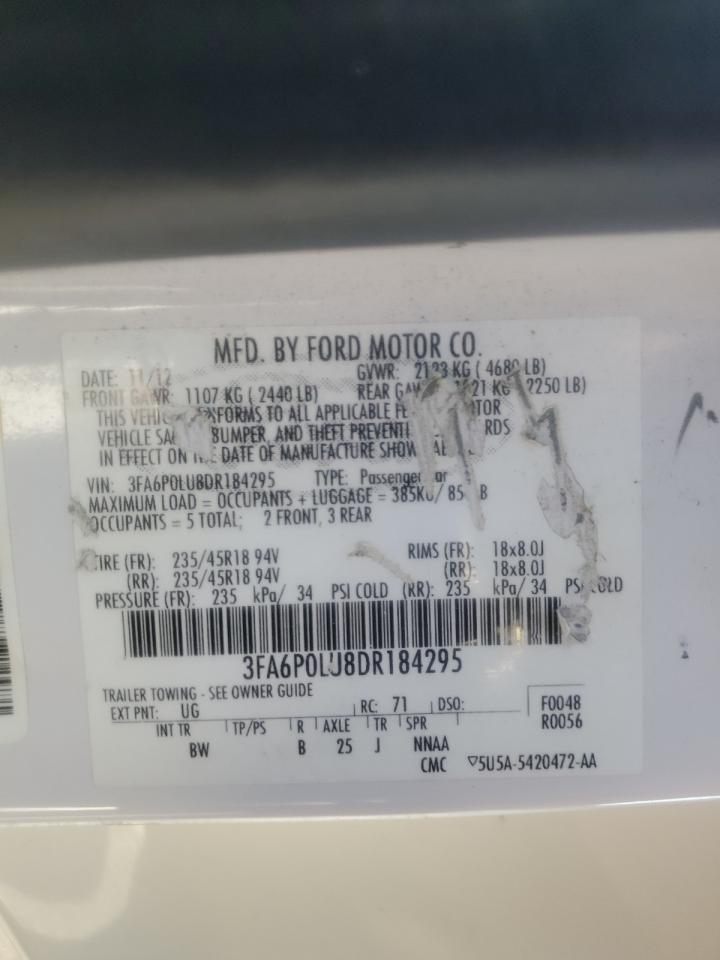 MFD. BY FORD MOTOR CO.
DATE: 11/12 GVWR: KG ( 4680 LB)
FRONT GAWR: 1107 KG ( 2440 LB) REAR KG 2250 LB)
THIS TO ALL APPLICABLE
VEHICLE BUMPER, AND THEFT
IN EFFECT ON DATE OF MANUFACTURE
VIN: 3FA6P0LU8DR184295 TYPE: Passenger
MAXIMUM LOAD = OCCUPANTS + LUGGAGE =
OCCUPANTS = 5 TOTAL; 2 FRONT, 3 REAR
TIRE (FR): 235/45R18 94V RIMS (FR): 18x8.0J
(RR): 235/45R18 94V (RR): 18x8.0J
PRESSURE (FR): 235 kPa/ 34 PSI COLD (RR): 235 kPa/ 34 PSI COLD
3FA6P0LU8DR184295
TRAILER TOWING - SEE OWNER GUIDE
EXT PNT: UG RC: 71 DSO: F0048
INT TR TP/PS R AXLE TR SPR R0056
BW B 25 J NNAA
CMC ▽5U5A-5420472-AA